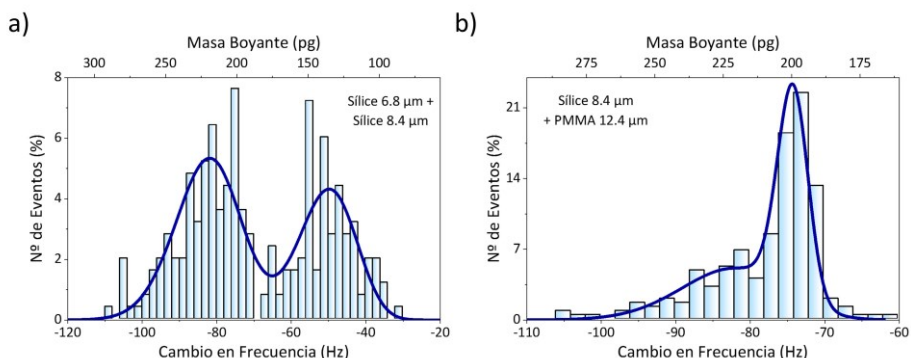 a)
Masa Boyante (pg)
300 250 200 150 100
Sílice 6.8 µm +
Sílice 8.4 µm
Nº de Eventos (%)
8
6
4
2
0
-120 -100 -80 -60 -40 -20
Cambio en Frecuencia (Hz)
b)
Masa Boyante (pg)
275 250 225 200 175
Sílice 8.4 µm
+ PMMA 12.4 µm
Nº de Eventos (%)
21
14
7
0
-110 -100 -90 -80 -70 -60
Cambio en Frecuencia (Hz)